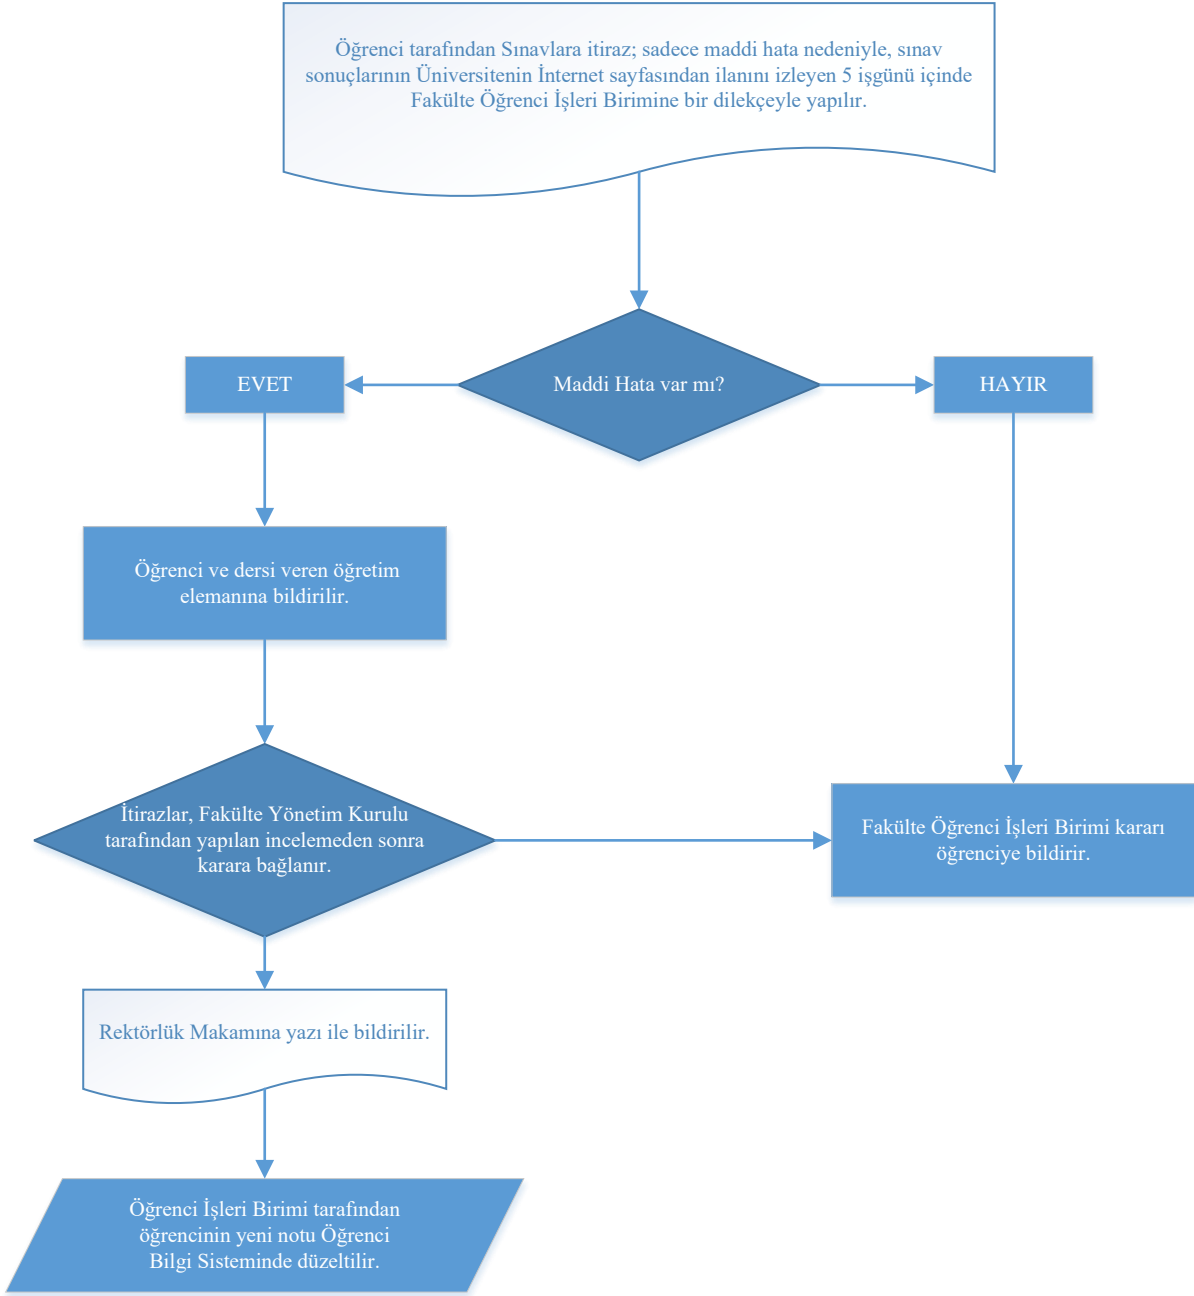 Öğrenci tarafından Sınavlara itiraz; sadece maddi hata nedeniyle, sınav
sonuçlarının Üniversitenin İnternet sayfasından ilanını izleyen 5 işgünü içinde
Fakülte Öğrenci İşleri Birimine bir dilekçeyle yapılır.
EVET
Maddi Hata var mı?
HAYIR
Öğrenci ve dersi veren öğretim
elemanına bildirilir.
İtirazlar, Fakülte Yönetim Kurulu
tarafından yapılan incelemeden sonra
karara bağlanır.
Fakülte Öğrenci İşleri Birimi kararı
öğrenciye bildirir.
Rektörlük Makamına yazı ile bildirilir.
Öğrenci İşleri Birimi tarafından
öğrencinin yeni notu Öğrenci
Bilgi Sisteminde düzeltilir.